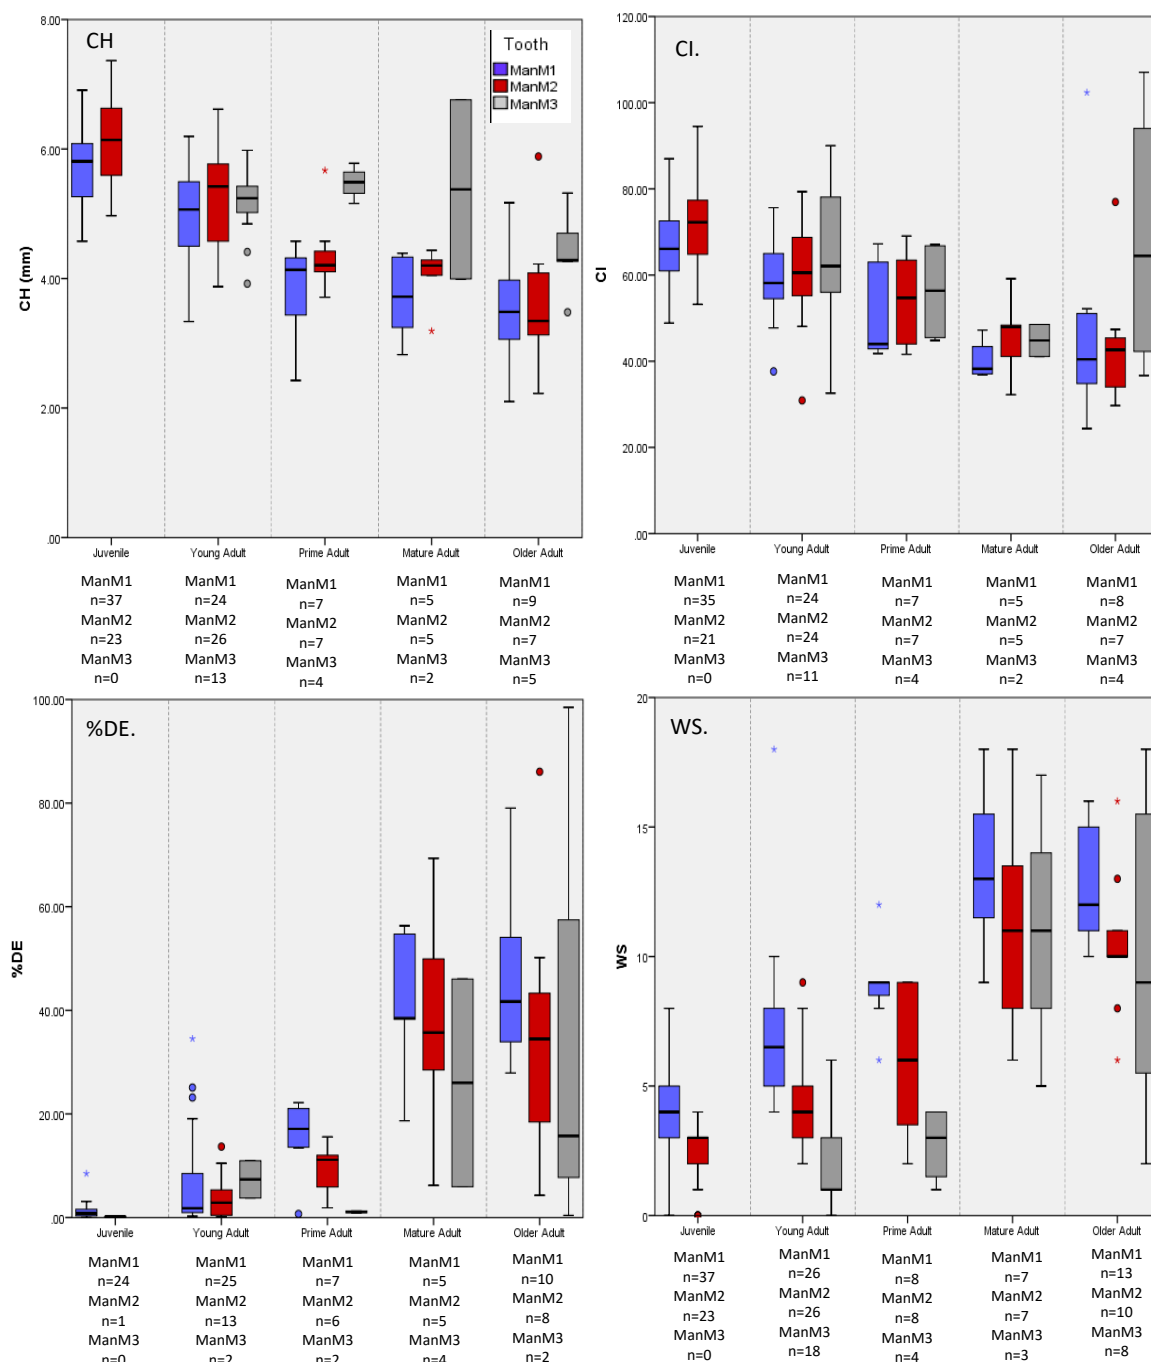 CH
Tooth
ManM1
ManM2
ManM3
8.00
6.00
4.00
2.00
.00
CH (mm)
Juvenile Young Adult Prime Adult Mature Adult Older Adult
ManM1 ManM1 ManM1 ManM1 ManM1
n=37 n=24 n=7 n=5 n=9
ManM2 ManM2 ManM2 ManM2 ManM2
n=23 n=26 n=7 n=5 n=7
ManM3 ManM3 ManM3 ManM3 ManM3
n=0 n=13 n=4 n=2 n=5
CI.
120.00
100.00
80.00
60.00
40.00
20.00
.00
CI
Juvenile Young Adult Prime Adult Mature Adult Older Adult
ManM1 ManM1 ManM1 ManM1 ManM1
n=35 n=24 n=7 n=5 n=8
ManM2 ManM2 ManM2 ManM2 ManM2
n=21 n=24 n=7 n=5 n=7
ManM3 ManM3 ManM3 ManM3 ManM3
n=0 n=11 n=4 n=2 n=4
%DE.
100.00
80.00
60.00
40.00
20.00
.00
%DE
Juvenile Young Adult Prime Adult Mature Adult Older Adult
ManM1 ManM1 ManM1 ManM1 ManM1
n=24 n=25 n=7 n=5 n=10
ManM2 ManM2 ManM2 ManM2 ManM2
n=1 n=13 n=6 n=5 n=8
ManM3 ManM3 ManM3 ManM3 ManM3
n=0 n=2 n=2 n=4 n=2
WS.
20
15
10
5
0
WS
Juvenile Young Adult Prime Adult Mature Adult Older Adult
ManM1 ManM1 ManM1 ManM1 ManM1
n=37 n=26 n=8 n=7 n=13
ManM2 ManM2 ManM2 ManM2 ManM2
n=23 n=26 n=8 n=7 n=10
ManM3 ManM3 ManM3 ManM3 ManM3
n=0 n=18 n=4 n=3 n=8